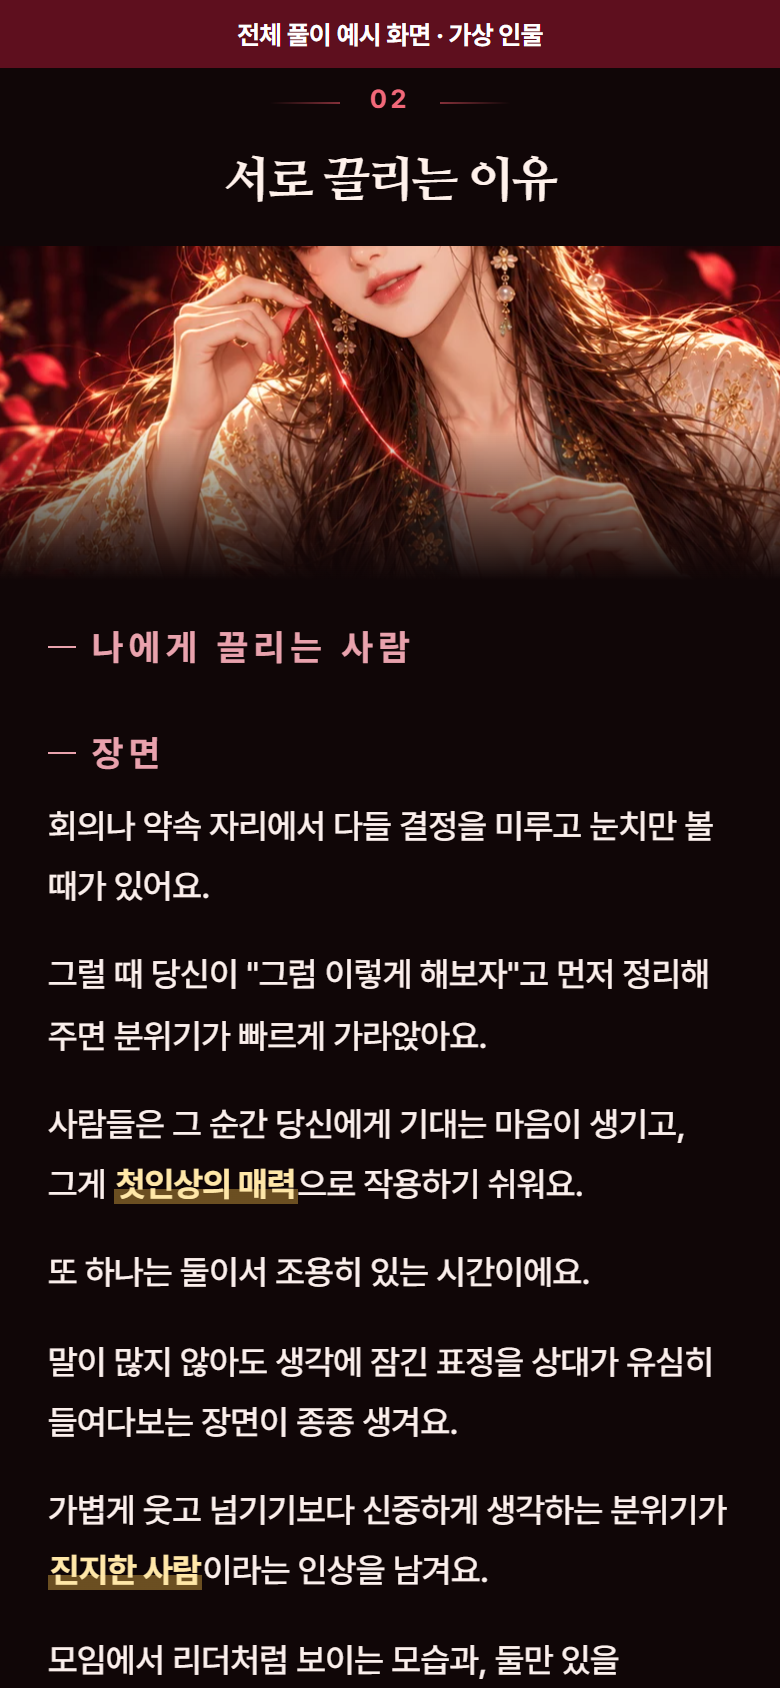 전체 풀이 예시 화면 · 가상 인물
02
서로 끌리는 이유
나에게 끌리는 사람
장면
회의나 약속 자리에서 다들 결정을 미루고 눈치만 볼
때가 있어요.
그럴 때 당신이 "그럼 이렇게 해보자"고 먼저 정리해
주면 분위기가 빠르게 가라앉아요.
사람들은 그 순간 당신에게 기대는 마음이 생기고,
그게 첫인상의 매력으로 작용하기 쉬워요.
또 하나는 둘이서 조용히 있는 시간이에요.
말이 많지 않아도 생각에 잠긴 표정을 상대가 유심히
들여다보는 장면이 종종 생겨요.
가볍게 웃고 넘기기보다 신중하게 생각하는 분위기가
진지한 사람이라는 인상을 남겨요.
모임에서 리더처럼 보이는 모습과, 둘만 있을